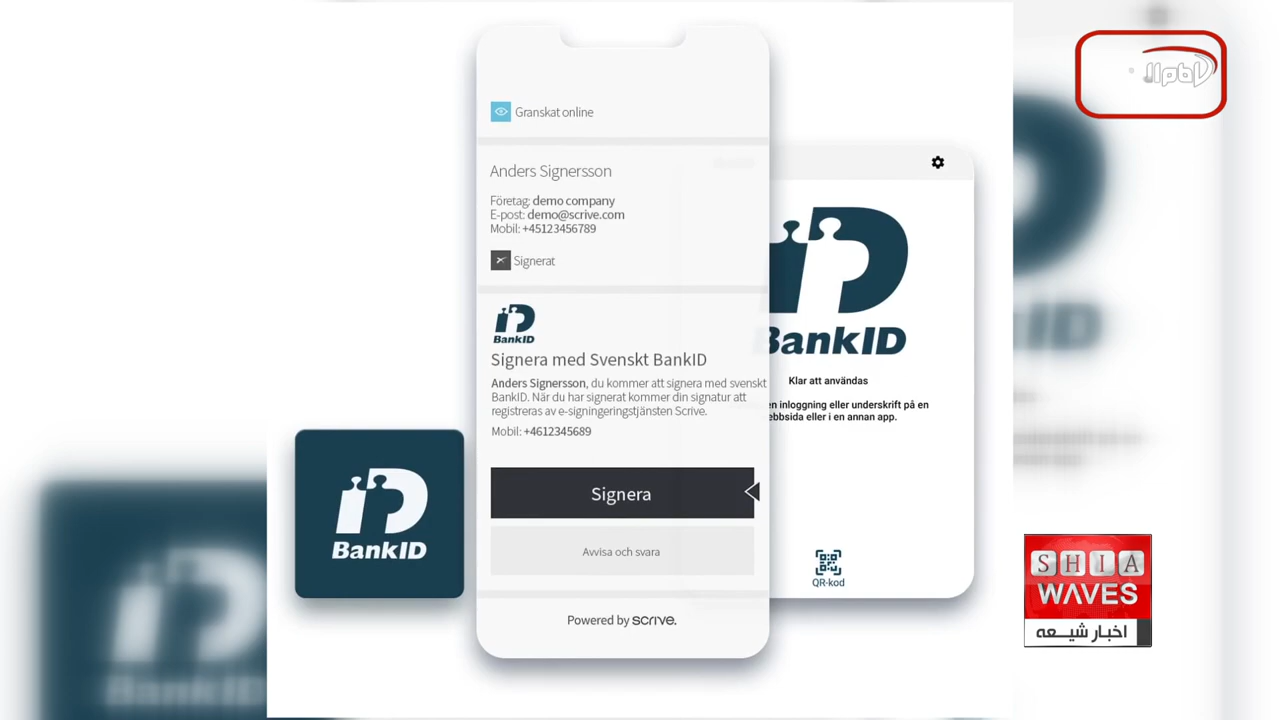 Granskat online
Anders Signersson
Företag: demo company
E-post: demo@scrive.com
Mobil: +45123456789
Signerat
BankID
Signera med Svenskt BankID
Anders Signersson, du kommer att signera med svenskt
BankID. När du har signerat kommer din signatur att
registreras av e-signeringeringstjänsten Scrive.
Mobil: +4612345689
Signera
Avvisa och svara
Powered by scrive.
BankID
Klar att användas
en inloggning eller underskrift på en
ebbsida eller i en annan app.
QR-kod
BankID
SHIA
WAVES
اخبار شیعه